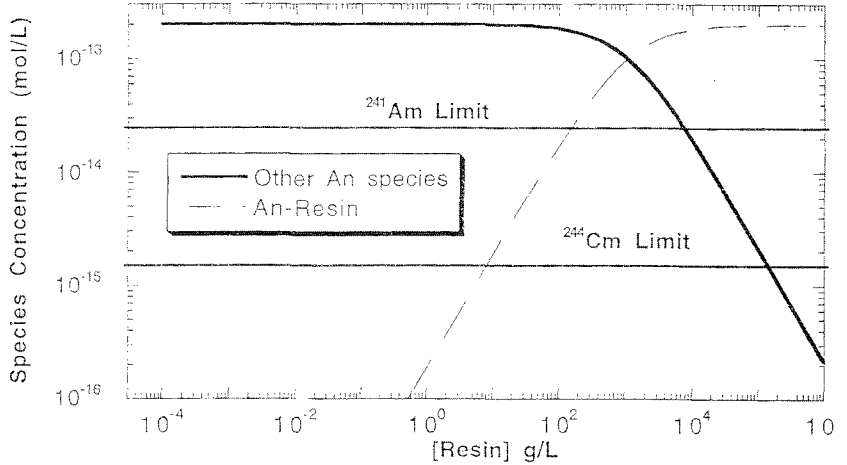 Species Concentration (mol/L)
10⁻¹³
10⁻¹⁴
10⁻¹⁵
10⁻¹⁶
²⁴¹Am Limit
Other An species
An-Resin
²⁴⁴Cm Limit
10⁻⁴
10⁻²
10⁰
10²
10⁴
10
[Resin] g/L